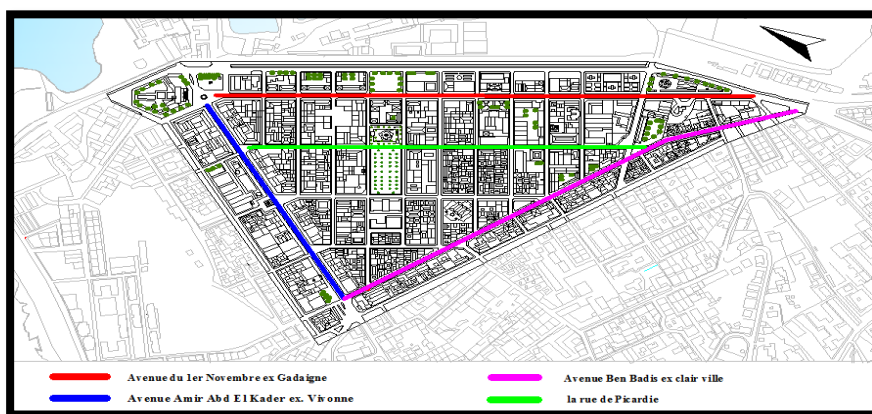 Avenue du 1er Novembre ex Gadaigne
Avenue Ben Badis ex clair ville
Avenue Amir Abd El Kader ex. Vivonne
la rue de Picardie